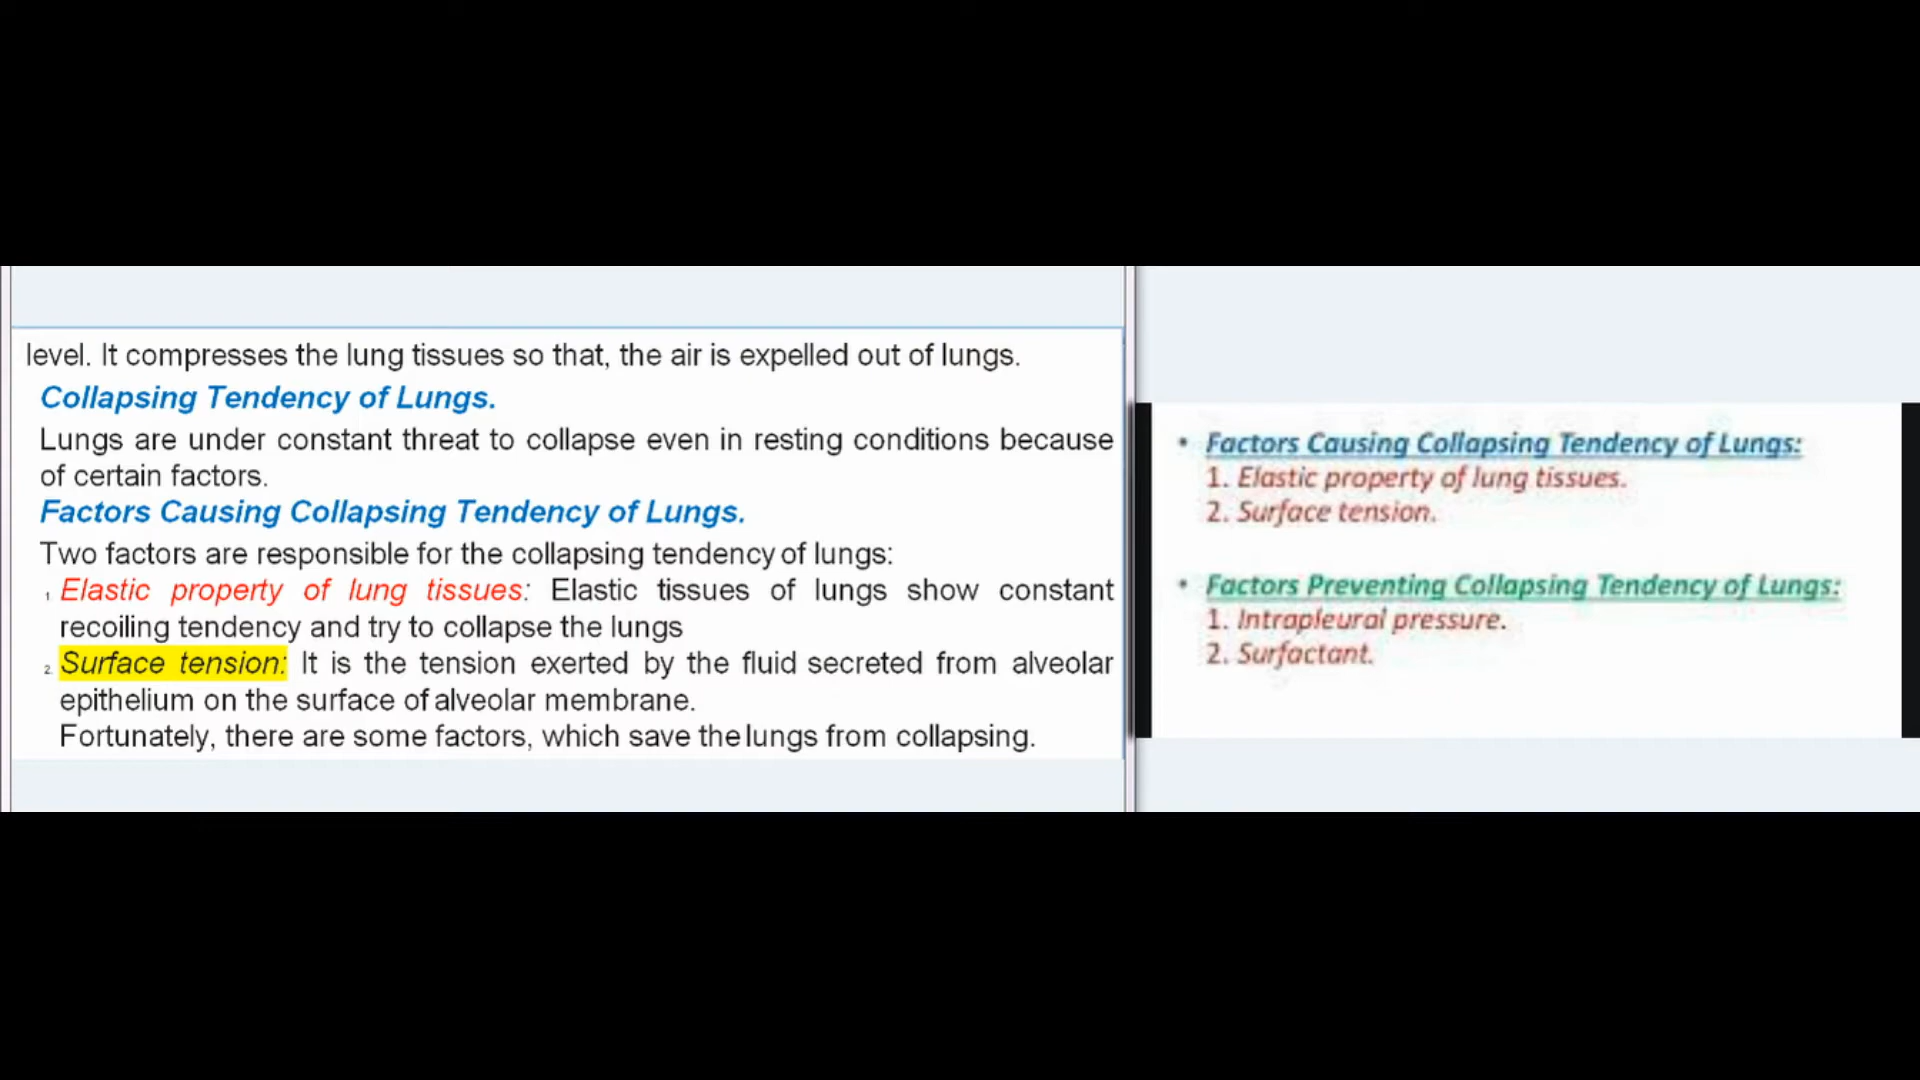 level. It compresses the lung tissues so that, the air is expelled out of lungs.
Collapsing Tendency of Lungs.
Lungs are under constant threat to collapse even in resting conditions because
of certain factors.
Factors Causing Collapsing Tendency of Lungs.
Two factors are responsible for the collapsing tendency of lungs:
1. Elastic property of lung tissues: Elastic tissues of lungs show constant
recoiling tendency and try to collapse the lungs
2. Surface tension: It is the tension exerted by the fluid secreted from alveolar
epithelium on the surface of alveolar membrane.
Fortunately, there are some factors, which save the lungs from collapsing.
• Factors Causing Collapsing Tendency of Lungs:
1. Elastic property of lung tissues.
2. Surface tension.
• Factors Preventing Collapsing Tendency of Lungs:
1. Intrapleural pressure.
2. Surfactant.